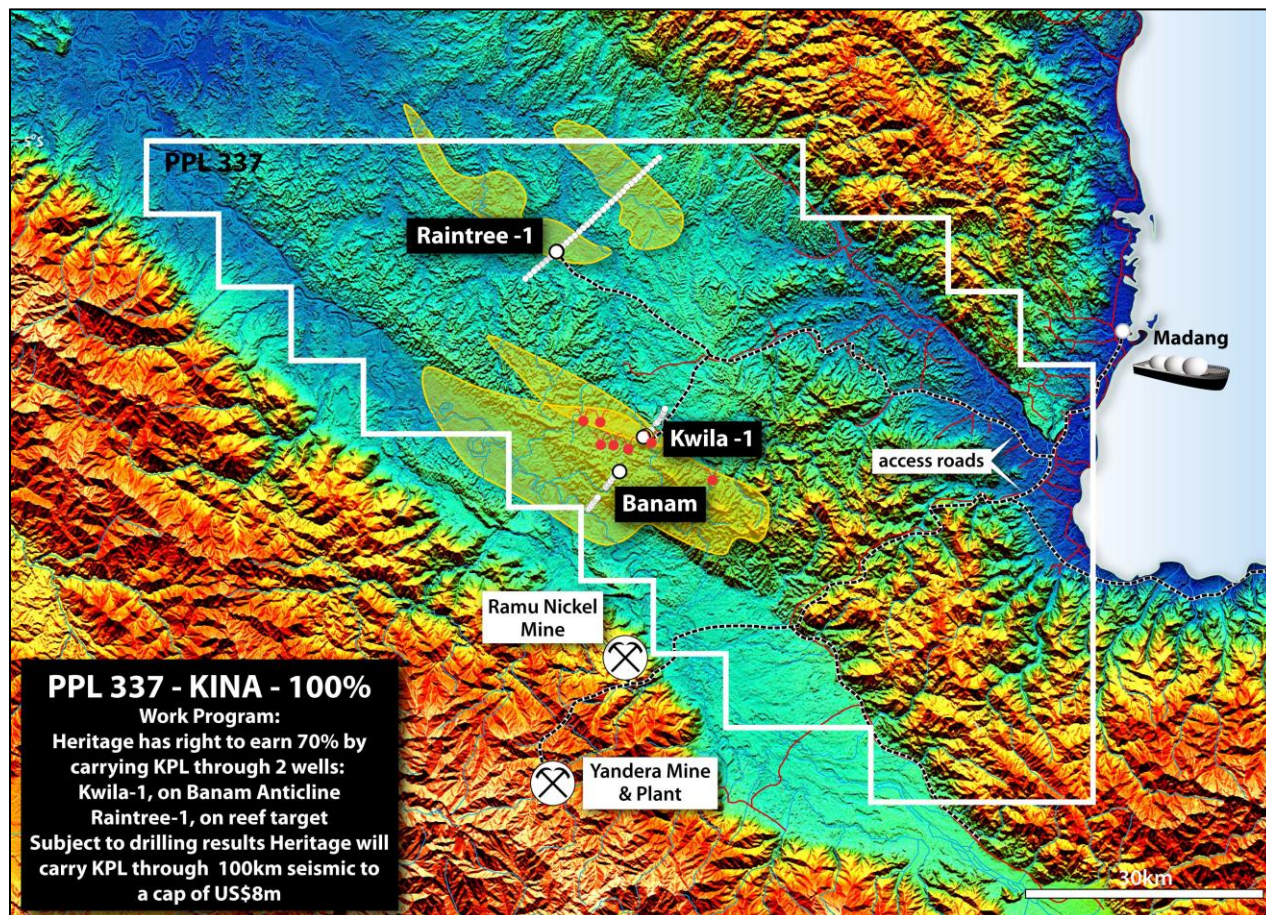 5°S
PPL 337
Raintree -1
Madang
Kwila -1
access roads
Banam
Ramu Nickel
Mine
PPL 337 - KINA - 100%
Work Program:
Heritage has right to earn 70% by
carrying KPL through 2 wells:
Kwila-1, on Banam Anticline
Raintree-1, on reef target
Subject to drilling results Heritage will
carry KPL through 100km seismic to
a cap of US$8m
Yandera Mine
& Plant
30km